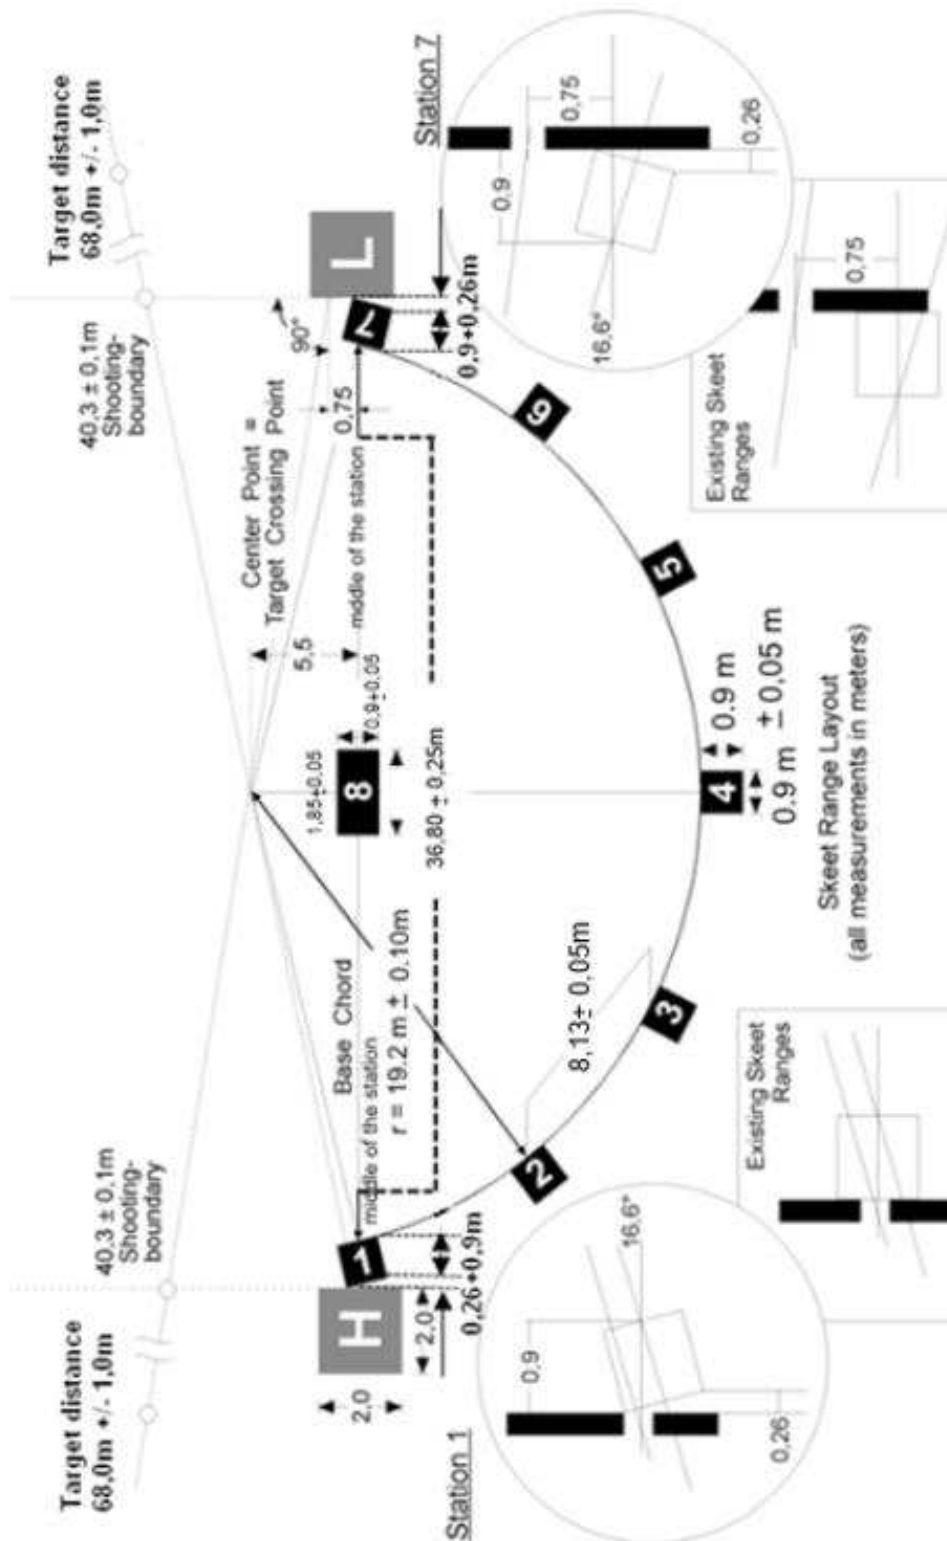 Target distance
68,0m +/- 1,0m
40,3 ± 0,1m
Shooting-
boundary
40,3 ± 0,1m
Shooting-
boundary
Target distance
68,0m +/- 1,0m
Center Point =
Target Crossing Point
90°
5,5
0,75
H
1
Base Chord
middle of the station
r = 19.2 m ± 0.10m
1,85±0.05
8
0.9±0.05
middle of the station
7
L
2,0
2,0
0,26+0,9m
36,80 ± 0,25m
0,9+0,26m
Station 1
Station 7
2
8,13± 0,05m
3
4
5
6
0.9 m
0.9 m
± 0,05 m
0,9
16.6°
0,26
0,9
0,75
16.6°
0,26
Existing Skeet
Ranges
Existing Skeet
Ranges
0,75
Skeet Range Layout
(all measurements in meters)